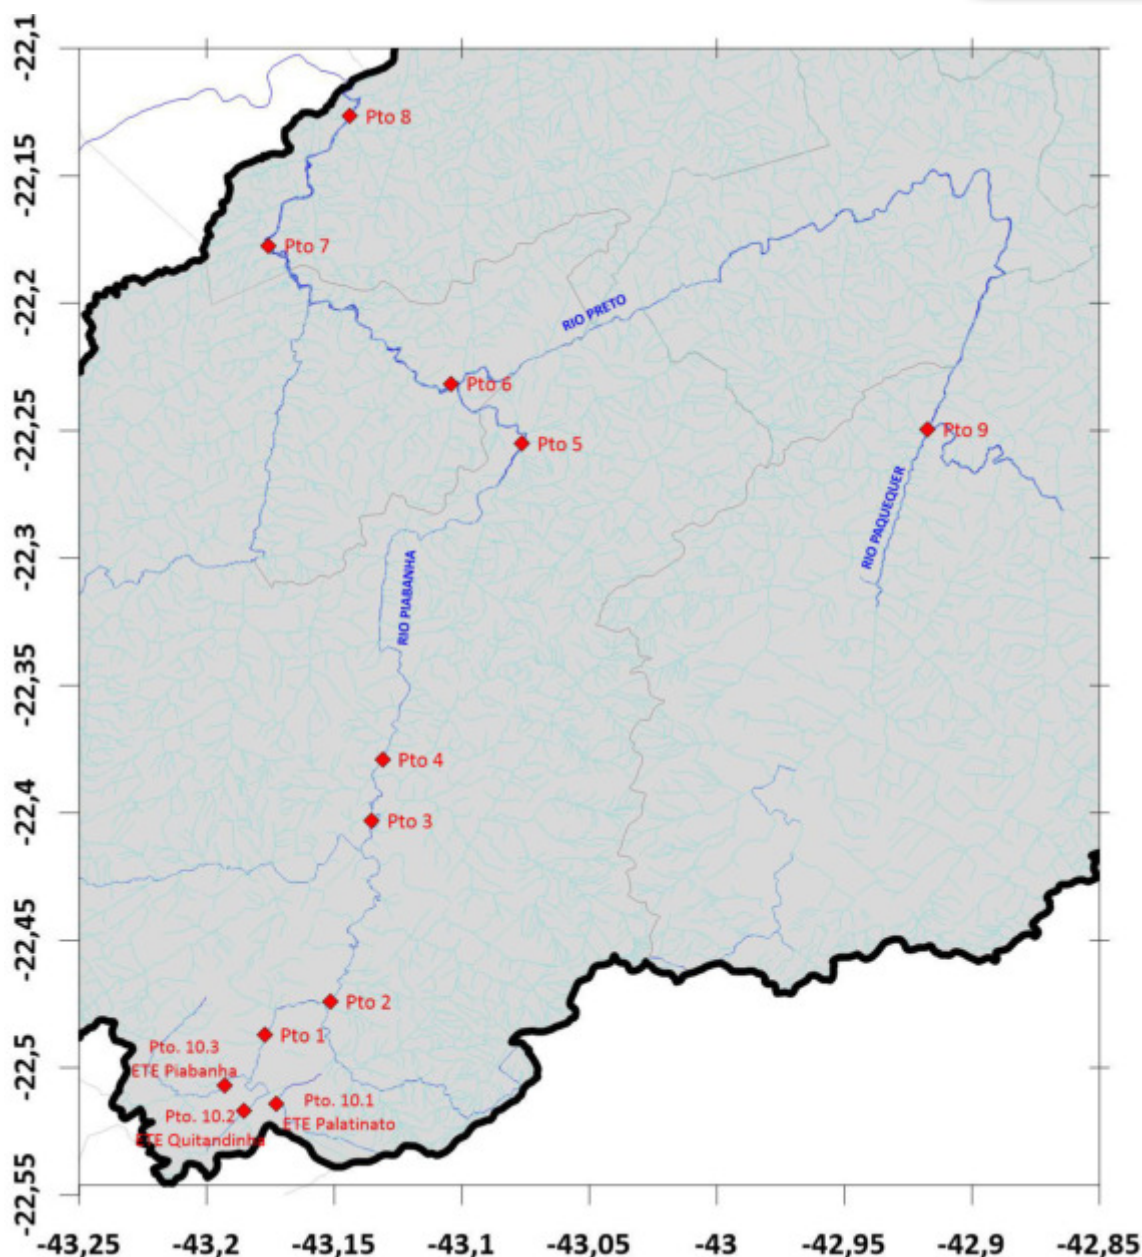 -22,1
-22,15
-22,2
-22,25
-22,3
-22,35
-22,4
-22,45
-22,5
-22,55
Pto 8
Pto 7
RIO PRETO
Pto 6
Pto 5
Pto 9
RIO PAQUEQUER
RIO PIABANHA
Pto 4
Pto 3
Pto 2
Pto 1
Pto. 10.3
ETE Piabanha
Pto. 10.1
ETE Palatinato
Pto. 10.2
ETE Quitandinha
-43,25
-43,2
-43,15
-43,1
-43,05
-43
-42,95
-42,9
-42,85